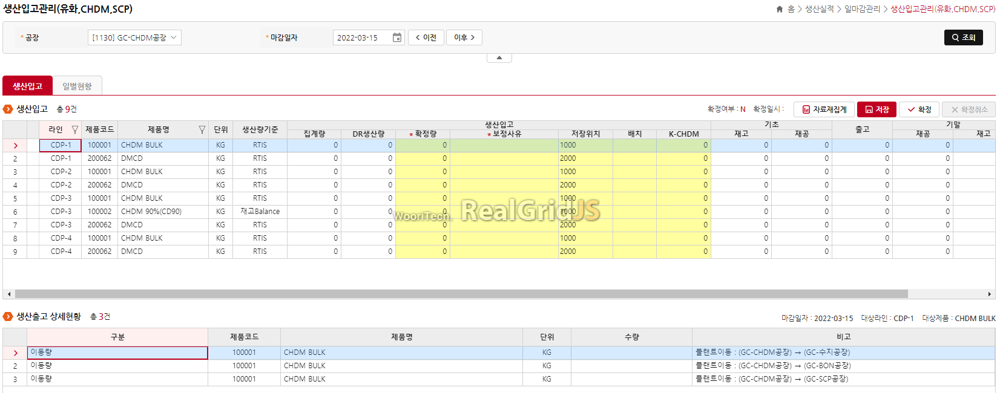 생산입고관리(유화,CHDM,SCP)
홈 > 생산실적 > 일마감관리 > 생산입고관리(유화,CHDM,SCP)
* 공장 [1130] GC-CHDM공장 * 마감일자 2022-03-15 < 이전 이후 > 조회
생산입고 일별현황
생산입고 총 9건 확정여부 : N 확정일시 : 자료재집계 저장 확정 확정취소
라인 제품코드 제품명 단위 생산량기준 생산입고 기초 출고 기말
집계량 DR생산량 * 확정량 * 보정사유 저장위치 배치 K-CHDM 재고 재공 재공 재고
CDP-1 100001 CHDM BULK KG RTIS 0 0 0 1000 0 0 0 0 0
2 CDP-1 200062 DMCD KG RTIS 0 0 0 2000 0 0 0 0 0
3 CDP-2 100001 CHDM BULK KG RTIS 0 0 0 1000 0 0 0 0 0
4 CDP-2 200062 DMCD KG RTIS 0 0 0 2000 0 0 0 0 0
5 CDP-3 100001 CHDM BULK KG RTIS 0 0 0 1000 0 0 0 0 0
6 CDP-3 100002 CHDM 90%(CD90) KG 재고Balance 0 0 0 1000 0 0 0 0 0
WooriTech. RealGridJS
7 CDP-3 200062 DMCD KG RTIS 0 0 0 2000 0 0 0 0 0
8 CDP-4 100001 CHDM BULK KG RTIS 0 0 0 1000 0 0 0 0 0
9 CDP-4 200062 DMCD KG RTIS 0 0 0 2000 0 0 0 0 0
생산출고 상세현황 총 3건 마감일자 : 2022-03-15 대상라인 : CDP-1 대상제품 : CHDM BULK
구분 제품코드 제품명 단위 수량 비고
이동량 100001 CHDM BULK KG 플랜트이동 : (GC-CHDM공장) → (GC-수지공장)
2 이동량 100001 CHDM BULK KG 플랜트이동 : (GC-CHDM공장) → (GC-BON공장)
3 이동량 100001 CHDM BULK KG 플랜트이동 : (GC-CHDM공장) → (GC-SCP공장)